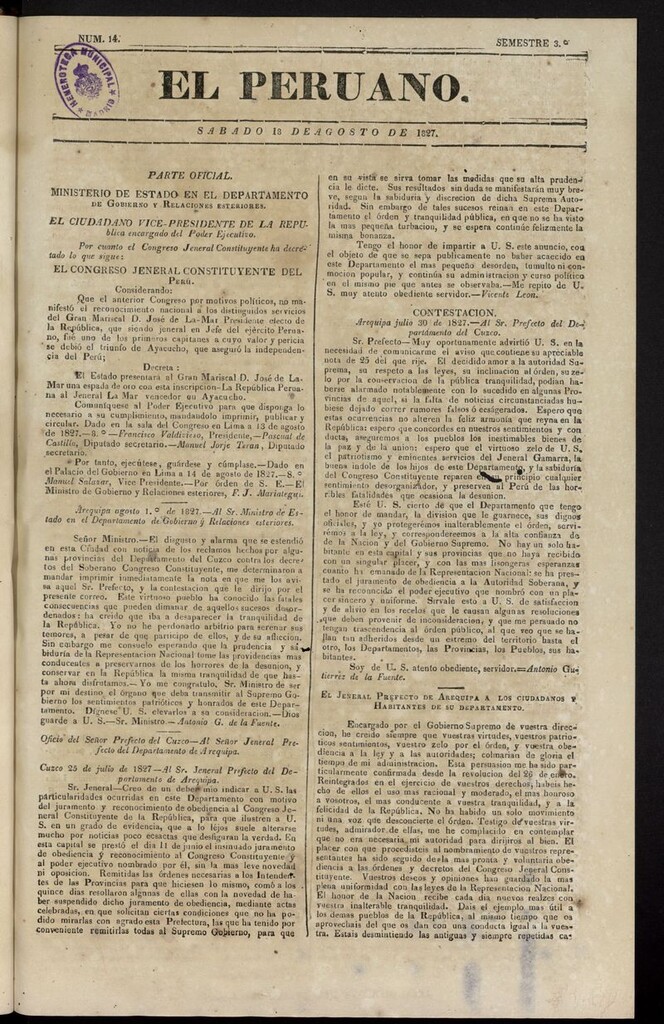 NUM. 14.
SEMESTRE 3.º
HEMEROTECA MUNICIPAL
MADRID
EL PERUANO.
SABADO 18 DE AGOSTO DE 1827.
PARTE OFICIAL.
MINISTERIO DE ESTADO EN EL DEPARTAMENTO
DE GOBIERNO Y RELACIONES ESTERIORES.
EL CIUDADANO VICE-PRESIDENTE DE LA REPU-
blica encargado del Poder Ejecutivo.
Por cuanto el Congreso Jeneral Constituyente ha decre-
tado lo que sigue:
EL CONGRESO JENERAL CONSTITUYENTE DEL
PERU.
Considerando:
Que el anterior Congreso por motivos políticos, no ma-
nifestó el reconocimiento nacional a los distinguidos servicios
del Gran Mariscal D. José de La-Mar Presidente electo de
la República, que siendo jeneral en Jefe del ejército Peruа-
no, fué uno de los primeros capitanes a cuyo valor y pericia
se debió el triunfo de Ayacucho, que aseguró la independen-
cia del Perú;
Decreta:
El Estado presentará al Gran Mariscal D. José de La-
Mar una espada de oro con esta inscripcion-La República Perua-
na al Jeneral La Mar vencedor en Ayacucho.
Comuníquese al Poder Ejecutivo para que disponga lo
necesario a su cumplimiento, mandandolo imprimir, publicar y
circular. Dado en la sala del Congreso en Lima a 13 de agosto
de 1827.—8.º—Francisco Valdivieso, Presidente,—Pascual de
Castillo, Diputado secretario.—Manuel Jorje Teran, Diputado
secretario.
Por tanto, ejecútese, guárdese y cúmplase.—Dado en
el Palacio del Gobierno en Lima a 14 de agosto de 1827.—8.º
Manuel Salazar, Vice Presidente.—Por órden de S. E.—El
Ministro de Gobierno y Relaciones esteriores, F. J. Mariategui.
Arequipa agosto 1.º de 1827.—Al Sr. Ministro de Esta-
do en el Departamento de Gobierno y Relaciones esteriores.
Señor Ministro.—El disgusto y alarma que se estendió
en esta Ciudad con noticia de los reclamos hechos por algu-
nas provincias del Departamento del Cuzco contra los decre-
tos del Soberano Congreso Constituyente, me determinaron a
mandar imprimir inmediatamente la nota en que me los avi-
sa aquel Sr. Prefecto, y la contestacion que le dirijo por el
presente correo. Este virtuoso pueblo ha conocido las fatales
consecuencias que pueden dimanar de aquellos sucesos desor-
denados: ha creido que iba a desaparecer la tranquilidad de
la República. Yo no he perdonado arbitrio para serenar sus
temores, a pesar de que participo de ellos, y de su afliccion.
Sin embargo me consuelo esperando que la prudencia y sa-
biduría de la Representacion Nacional tome las providencias mas
conducentes a preservarnos de los horrores de la desunion, y
conservar en la República la misma tranquilidad de que has-
ta ahora disfrutamos.—Yo me congratulo, Sr. Ministro de ser
por mi destino el órgano que deba transmitir al Supremo Go-
bierno los sentimientos patrióticos y honrados de este Depar-
tamento. Dígnese U. S. elevarlos a su consideracion.—Dios
guarde a U. S.—Sr. Ministro.—Antonio G. de la Fuente.
Oficio del Señor Prefecto del Cuzco—Al Señor Jeneral Pre-
fecto del Departamento de Arequipa.
Cuzco 25 de julio de 1827—Al Sr. Jeneral Prefecto del De-
partamento de Arequipa.
Sr. Jeneral—Creo de un deber mio indicar a U. S. las
particularidades ocurridas en este Departamento con motivo
del juramento y reconocimiento de obediencia al Congreso Je-
neral Constituyente de la República, para que ilustren a U.
S. en un grado de evidencia, que a lo léjos suele alterarse
mucho por noticias poco ecsactas que desfiguran la verdad. En
esta capital se prestó el dia 11 de junio el insinuado juramen-
to de obediencia y reconocimiento al Congreso Constituyente y
al poder ejecutivo nombrado por él, sin la mas leve novedad
ni oposicion. Remitidas las órdenes necesarias a los Intenden-
tes de las Provincias para que hiciesen lo mismo, comó a los
quince dias resultaron algunas de ellas con la novedad de ha-
ber suspendido dicho juramento de obediencia, mediante actas
celebradas, en que solicitan ciertas condiciones que no ha po-
dido mirarlas con agrado esta Prefectura, las que ha tenido por
conveniente remitirlas todas al Supremo Gobierno, para que
en su vista se sirva tomar las medidas que su alta pruden-
cia le dicte. Sus resultados sin duda se manifestarán muy bre-
ve, segun la sabiduría y discrecion de dicha Suprema Auto-
ridad. Sin embargo de tales sucesos reinan en este Depar-
tamento el órden y tranquilidad pública, en que no se ha visto
la mas pequeña turbacion, y se espera continúe felizmente la
misma bonanza.
Tengo el honor de impartir a U. S. este anuncio, con
el objeto de que se sepa publicamente no haber acaecido en
este Departamento el mas pequeño desórden, tumulto ni con-
mocion popular, y continúa su administracion y curso político
en el mismo pie que antes se observaba.—Me repito de U.
S. muy atento obediente servidor.—Vicente Leon.
CONTESTACION.
Arequipa julio 30 de 1827.—Al Sr. Prefecto del De-
partamento del Cuzco.
Sr. Prefecto—Muy oportunamente advirtió U. S. en la
necesidad de comunicarme el aviso que contiene su apreciable
nota de 25 del que rije. El decidido amor a la autoridad Su-
prema, su respeto a las leyes, su inclinacion al órden, su ze-
lo por la conservacion de la pública tranquilidad, podian ha-
berse alarmado notablemente con lo sucedido en algunas Pro-
vincias de aquel, si la falta de noticias circunstanciadas hu-
biese dejado correr rumores falsos ó ecságerados. Espero que
estas ocurrencias no alteren la feliz armonia que reyna en la
República: espero que concordes en nuestros sentimientos y con-
ducta, aseguremos a los pueblos los inestimables bienes de
la paz y de la union: espero que el virtuoso zelo de U. S.
el patriotismo y eminentes servicios del Jeneral Gamarra, la
buena índole de los hijos de este Departamento, y la sabiduria
del Congreso Constituyente reparen en principio cualquier
sentimiento desorganizador, y preserven al Perú de las hor-
ribles fatalidades que ocasiona la desunion.
Esté U. S. cierto de que el Departamento que tengo
el honor de mandar, la division que le guarnece, sus dignos
oficiales, y yo protegerémos inalterablemente el órden, servi-
rémos a la ley, y corresponderemos a la alta confianza de
de la Nacion y del Gobierno Supremo. No hay un solo ha-
bitante en esta capital y sus provincias que no haya recibido
con un singular placer, y con las mas lisongeras esperanzas
cuanto ha emanado de la Representacion Nacional: se ha pres-
tado el juramento de obediencia a la Autoridad Soberana, y
se ha reconocido el poder ejecutivo que nombró con un pla-
cer sincero y uniforme. Sirvale esto a U. S. de satisfaccion
y de alivio en los recelos que le causan algunas resoluciones
que deben provenir de inconsideracion, y que me persuado no
tengan trascendencia al órden público, al que veo que se ha-
llan tan adheridos desde un estremo del territorio hasta el
otro, los Departamentos, las Provincias, los Pueblos, sus ha-
bitantes.
Soy de U. S. atento obediente, servidor.—Antonio Gu-
tierrez de la Fuente.
EL JENERAL PREFECTO DE AREQUIPA A LOS CIUDADANOS Y
HABITANTES DE SU DEPARTAMENTO.
Encargado por el Gobierno Supremo de vuestra direc-
cion, he creido siempre que vuestras virtudes, vuestros patrio-
ticos sentimientos, vuestro zelo por el órden, y vuestra obe-
diencia a la ley y a las autoridades; colmarian de gloria el
tiempo de mi administracion. Esta persuasion me ha sido par-
ticularmente confirmada desde la revolucion del 26 de enero.
Reintegrados en el ejercicio de vuestros derechos, habeis he-
cho de ellos el uso mas racional y moderado, el mas honroso
a vosotros, el mas conducente a vuestra tranquilidad, y a la
felicidad de la República. No ha habido un solo movimiento
ni una voz que desconcierte el órden. Testigo de vuestras vir-
tudes, admirador de ellas, me he complacido en contemplar
que no era necesaria mi autoridad para dirijiros al bien. El
placer con que procedisteis al nombramiento de vuestros repre-
sentantes ha sido seguido de la mas pronta y voluntaria obe-
diencia a las órdenes y decretos del Congreso Jeneral Cons-
tituyente. Vuestros deseos y opiniones han guardado la mas
plena uniformidad con las leyes de la Representacion Nacional.
El honor de la Nacion recibe cada dia nuevos realzes con
vuestra inalterable tranquilidad. Dais el ejemplo mas útil a
los demas pueblos de la República, al mismo tiempo que os
aprovechais del que os dan con una conducta igual a la vues-
tra. Estais desmintiendo las antiguas y siempre repetidas ca-